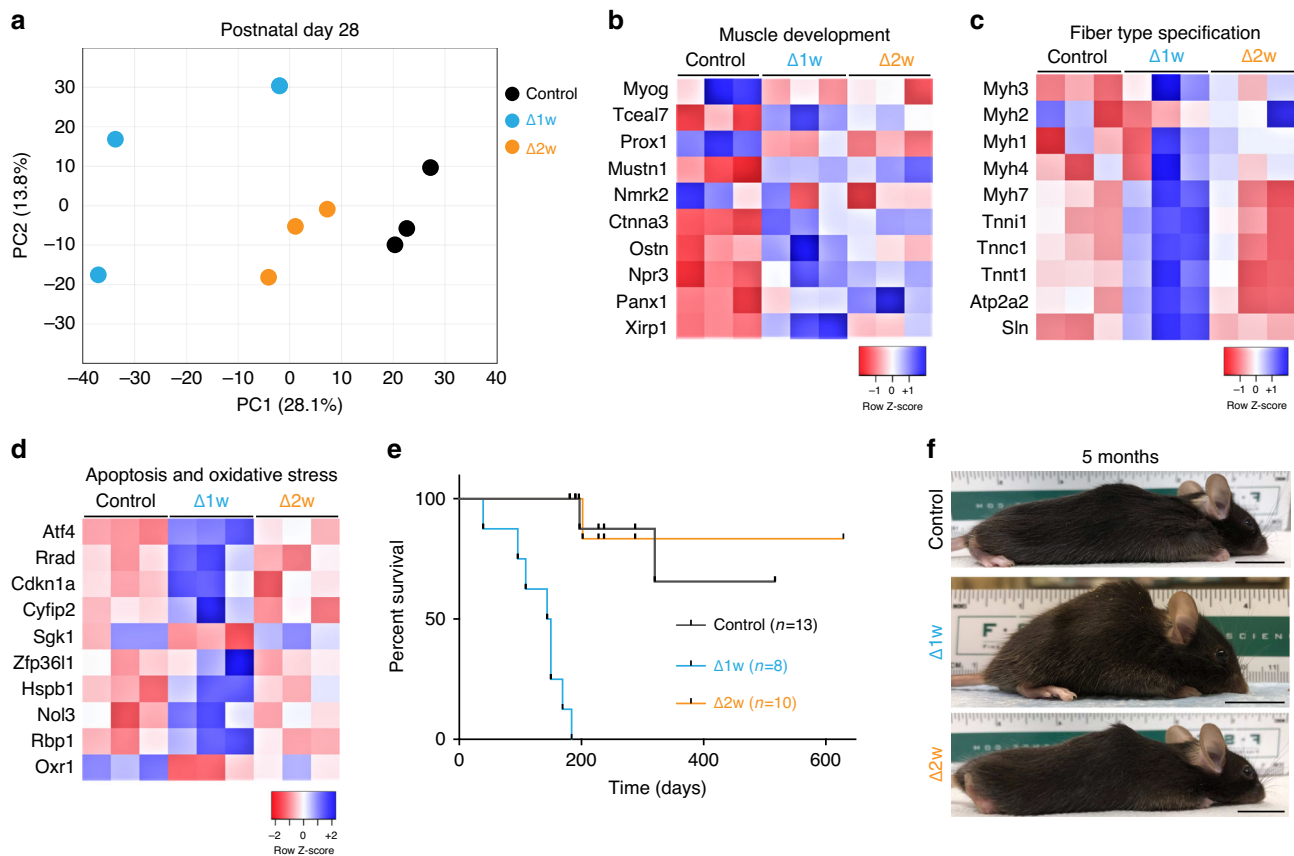 a
Postnatal day 28
PC2 (13.8%)
30
20
10
0
−10
−20
−30
−40
−30
−20
−10
0
10
20
30
40
PC1 (28.1%)
Control
Δ1w
Δ2w
b
Muscle development
Control
Δ1w
Δ2w
Myog
Tceal7
Prox1
Mustn1
Nmrk2
Ctnna3
Ostn
Npr3
Panx1
Xirp1
−1 0 +1
Row Z-score
c
Fiber type specification
Control
Δ1w
Δ2w
Myh3
Myh2
Myh1
Myh4
Myh7
Tnni1
Tnnc1
Tnnt1
Atp2a2
Sln
−1 0 +1
Row Z-score
d
Apoptosis and oxidative stress
Control
Δ1w
Δ2w
Atf4
Rrad
Cdkn1a
Cyfip2
Sgk1
Zfp36l1
Hspb1
Nol3
Rbp1
Oxr1
−2 0 +2
Row Z-score
e
Percent survival
100
50
0
0
200
400
600
Time (days)
Control (n=13)
Δ1w (n=8)
Δ2w (n=10)
f
5 months
Control
Δ1w
Δ2w